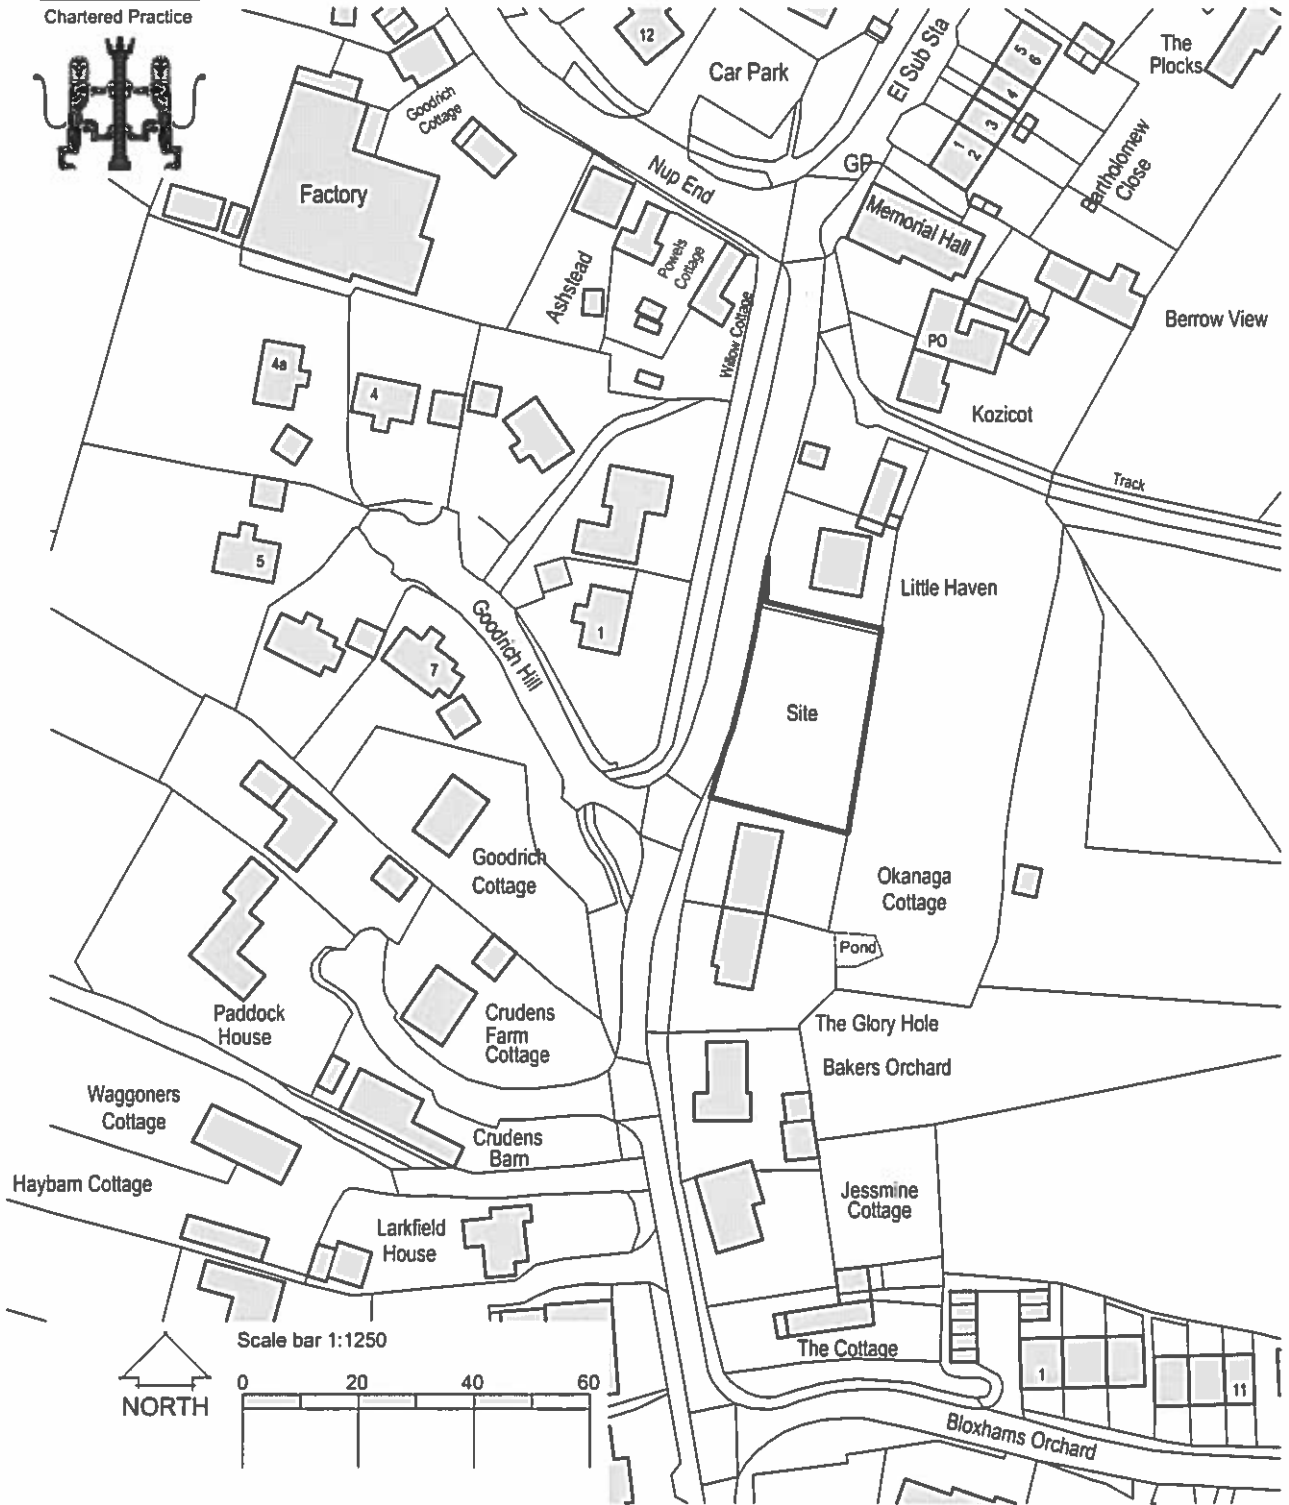 Chartered Practice
12
Car Park
El Sub Sta
5
6
4
3
1
2
The
Plocks
Goodrich
Cottage
Nup End
GP
Bartholomew
Close
Factory
Memorial Hall
Ashstead
Powels
Cottage
Willow Cottage
PO
Berrow View
4a
4
Kozicot
Track
5
Little Haven
1
Goodrich Hill
7
Site
Goodrich
Cottage
Okanaga
Cottage
Pond
Paddock
House
Crudens
Farm
Cottage
The Glory Hole
Bakers Orchard
Waggoners
Cottage
Crudens
Barn
Haybarn Cottage
Larkfield
House
Jessmine
Cottage
Scale bar 1:1250
The Cottage
1
11
0 20 40 60
NORTH
Bloxhams Orchard